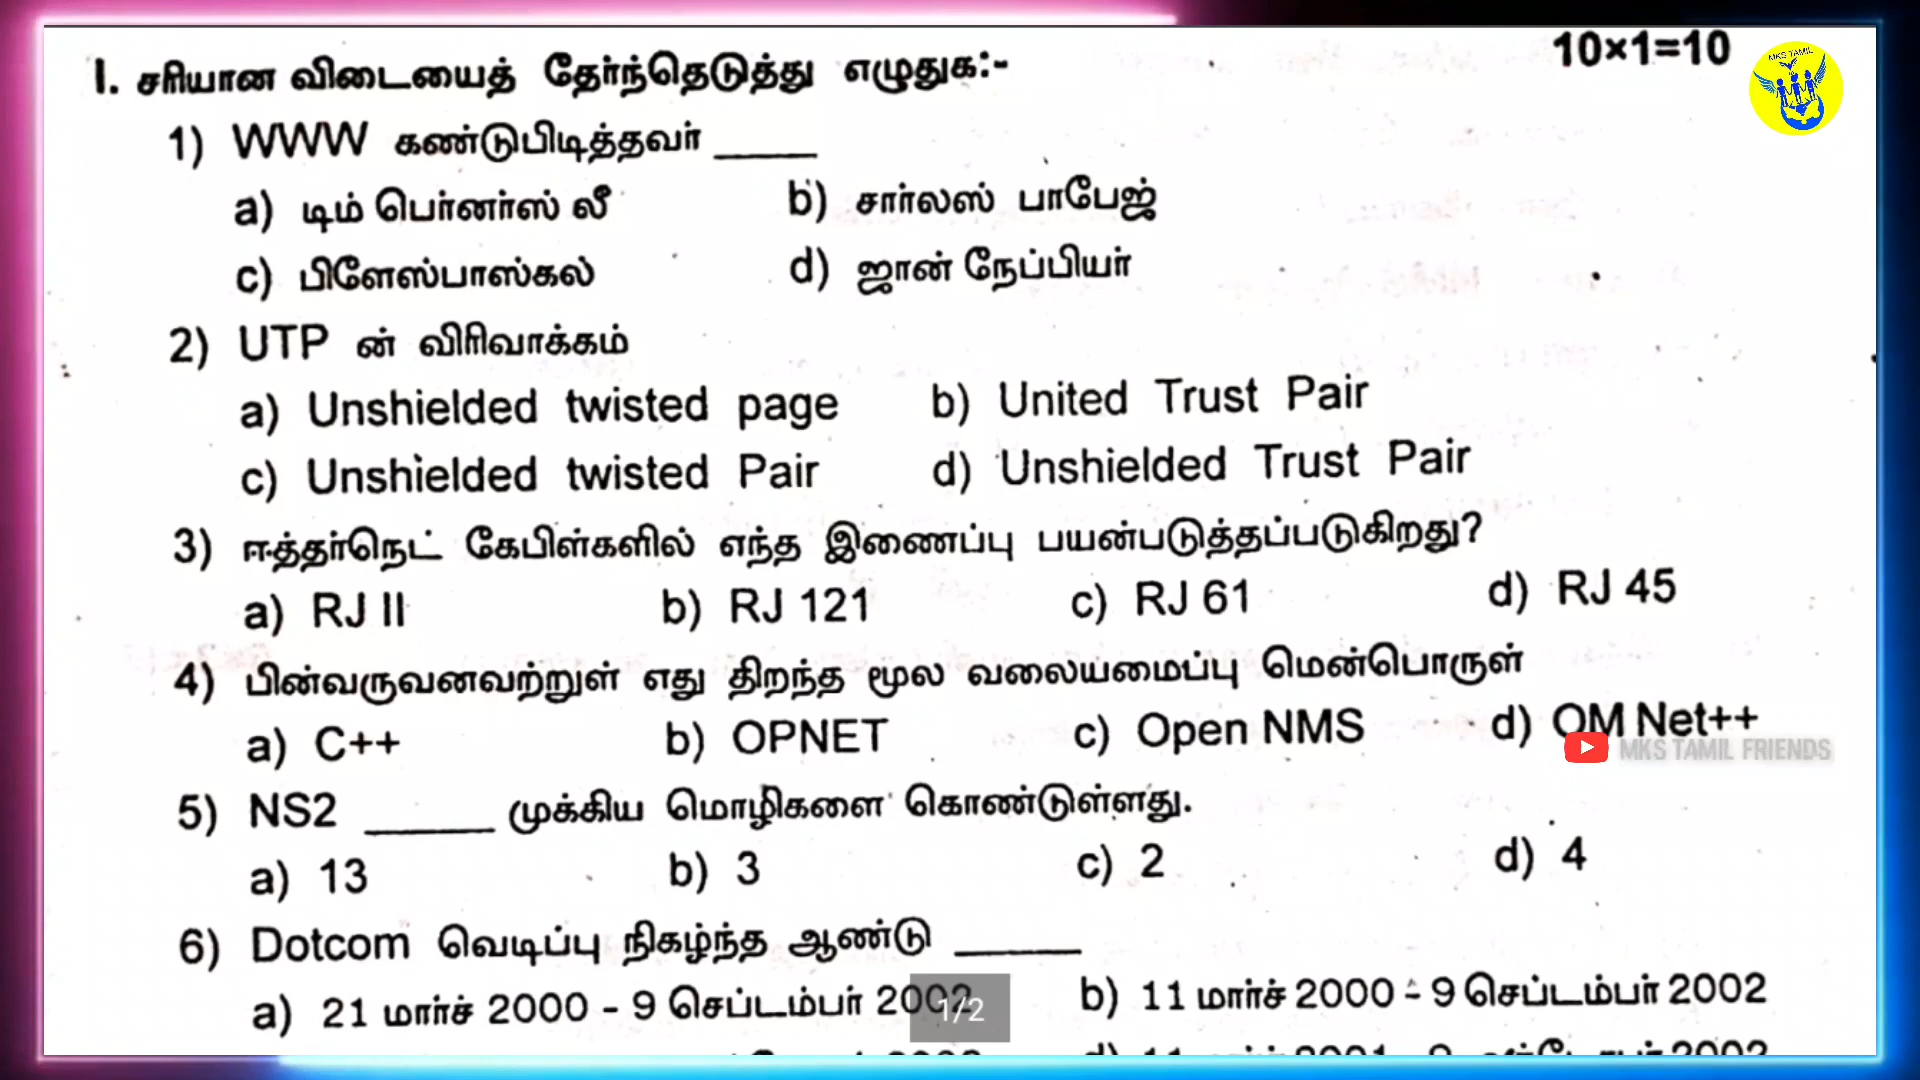 I. சரியான விடையைத் தேர்ந்தெடுத்து எழுதுக:- 10×1=10
MKS TAMIL
1) WWW கண்டுபிடித்தவர் _____
a) டிம் பெர்னர்ஸ் லீ b) சார்லஸ் பாபேஜ்
c) பிளேஸ்பாஸ்கல் d) ஜான் நேப்பியர்
2) UTP ன் விரிவாக்கம்
a) Unshielded twisted page b) United Trust Pair
c) Unshielded twisted Pair d) Unshielded Trust Pair
3) ஈத்தர்நெட் கேபிள்களில் எந்த இணைப்பு பயன்படுத்தப்படுகிறது?
a) RJ II b) RJ 121 c) RJ 61 d) RJ 45
4) பின்வருவனவற்றுள் எது திறந்த மூல வலையமைப்பு மென்பொருள்
a) C++ b) OPNET c) Open NMS d) OM Net++
MKS TAMIL FRIENDS
5) NS2 ______ முக்கிய மொழிகளை கொண்டுள்ளது.
a) 13 b) 3 c) 2 d) 4
6) Dotcom வெடிப்பு நிகழ்ந்த ஆண்டு ______
a) 21 மார்ச் 2000 - 9 செப்டம்பர் 2002 b) 11 மார்ச் 2000 - 9 செப்டம்பர் 2002
1/2